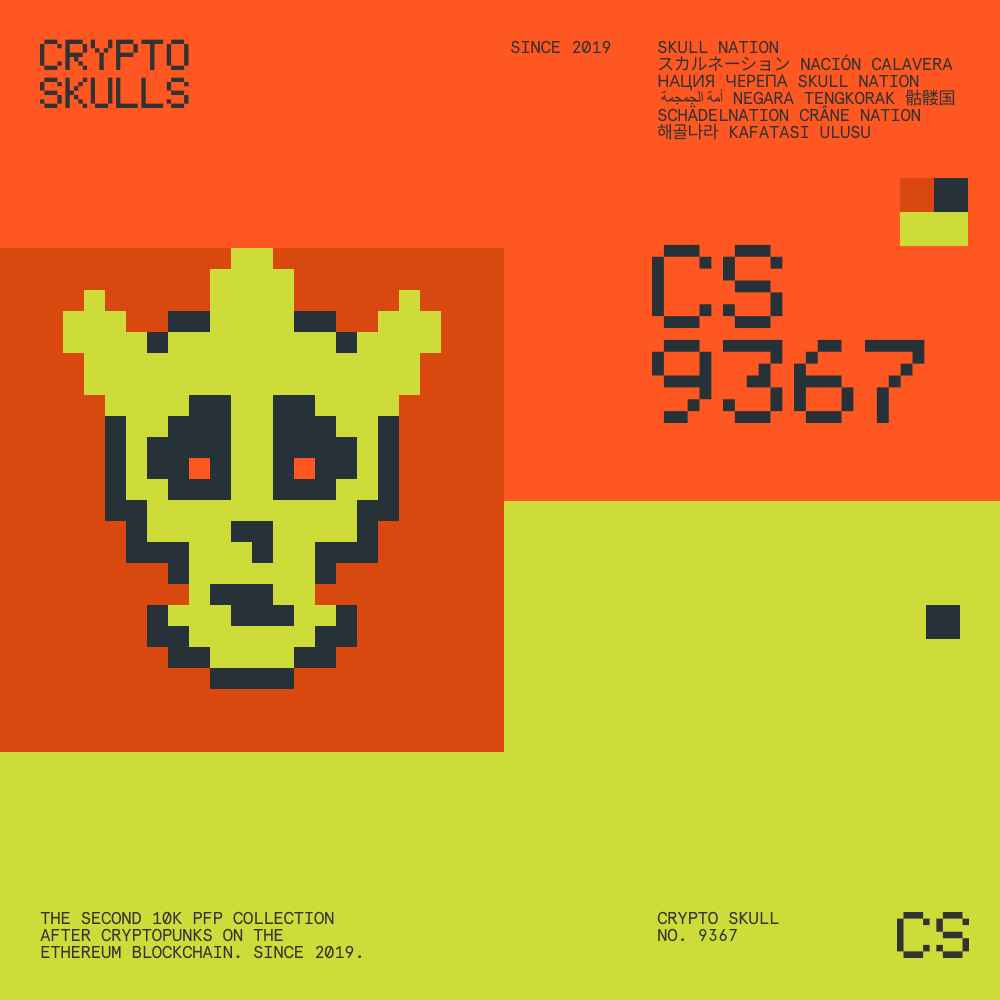 CRYPTO
SKULLS
SINCE 2019
SKULL NATION
スカルネーション NACIÓN CALAVERA
НАЦИЯ ЧЕРЕПА SKULL NATION
أمة الجمجمة NEGARA TENGKORAK 骷髅国
SCHÄDELNATION CRÂNE NATION
해골나라 KAFATASI ULUSU
CS
9367
THE SECOND 10K PFP COLLECTION
AFTER CRYPTOPUNKS ON THE
ETHEREUM BLOCKCHAIN. SINCE 2019.
CRYPTO SKULL
NO. 9367
CS